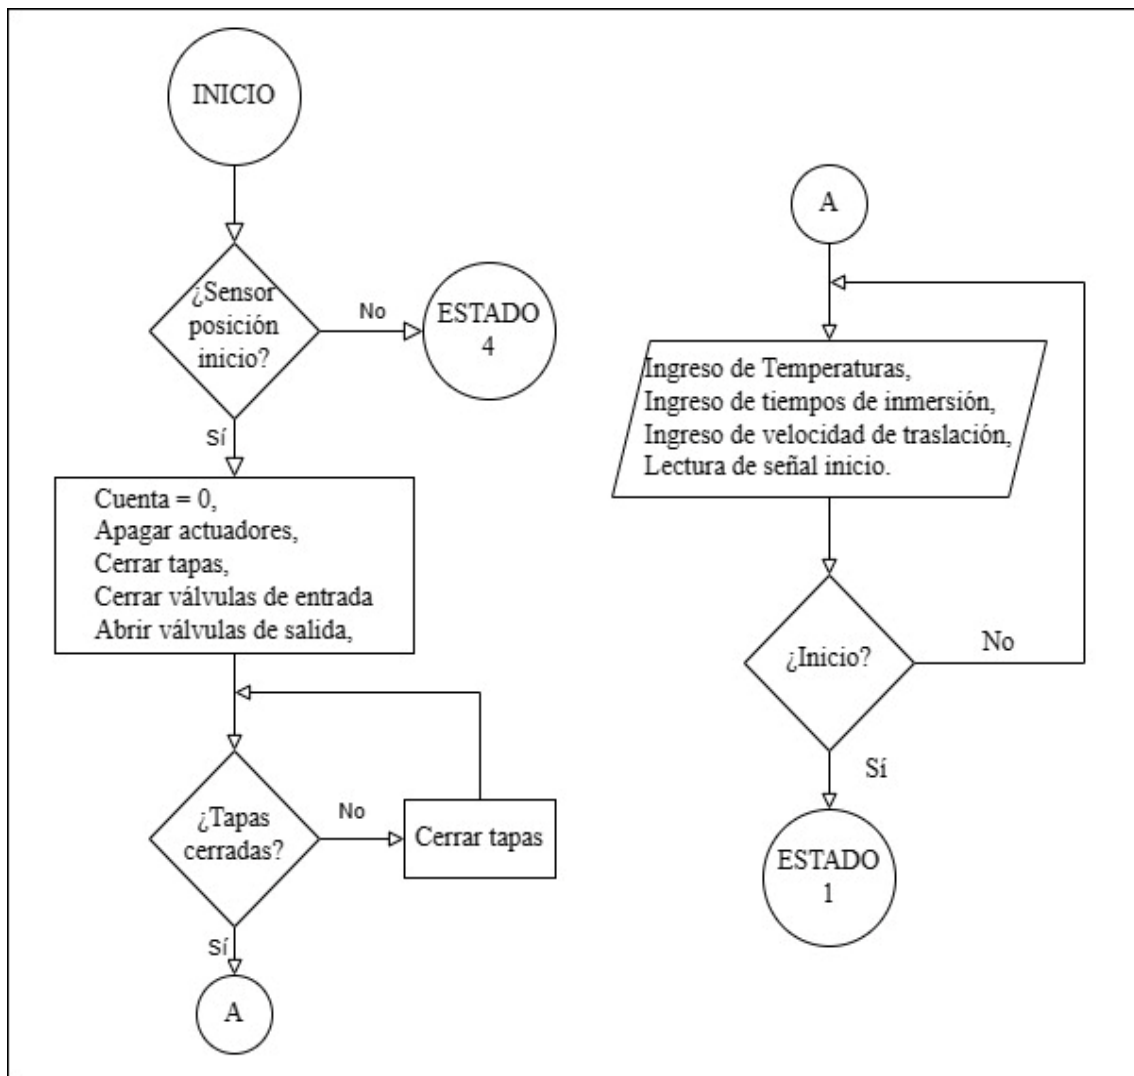 INICIO
¿Sensor
posición
inicio?
No
ESTADO
4
Sí
Cuenta = 0,
Apagar actuadores,
Cerrar tapas,
Cerrar válvulas de entrada
Abrir válvulas de salida,
¿Tapas
cerradas?
No
Cerrar tapas
Sí
A
A
Ingreso de Temperaturas,
Ingreso de tiempos de inmersión,
Ingreso de velocidad de traslación,
Lectura de señal inicio.
¿Inicio?
No
Sí
ESTADO
1